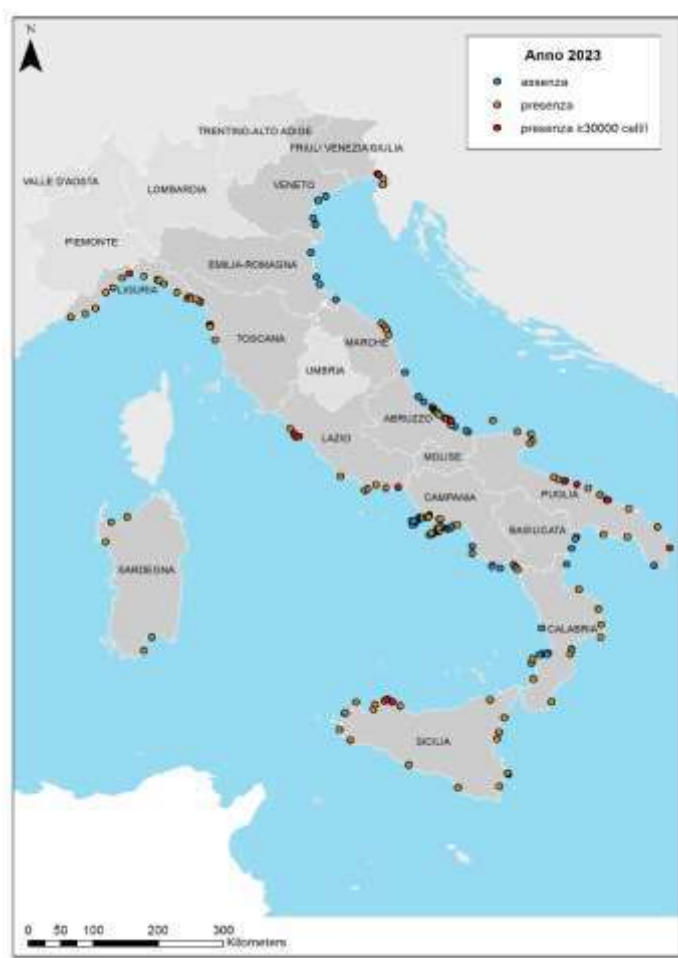 Anno 2023
assenza
presenza
presenza ≥30000 cell/l
TRENTINO-ALTO ADIGE
FRIULI VENEZIA GIULIA
VALLE D'AOSTA
LOMBARDIA
VENETO
PIEMONTE
EMILIA-ROMAGNA
LIGURIA
TOSCANA
MARCHE
UMBRIA
ABRUZZO
LAZIO
MOLISE
CAMPANIA
PUGLIA
BASILICATA
SARDEGNA
CALABRIA
SICILIA
0 50 100 200 300
Kilometers